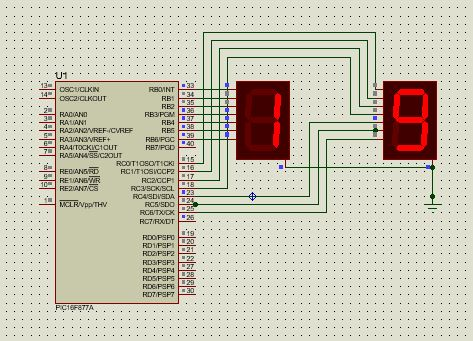 U1
13 OSC1/CLKIN RB0/INT 33
14 OSC2/CLKOUT RB1 34
RB2 35
2 RA0/AN0 RB3/PGM 36
3 RA1/AN1 RB4 37
4 RA2/AN2/VREF-/CVREF RB5 38
5 RA3/AN3/VREF+ RB6/PGC 39
6 RA4/T0CKI/C1OUT RB7/PGD 40
7 RA5/AN4/SS/C2OUT
RC0/T1OSO/T1CKI 15
8 RE0/AN5/RD RC1/T1OSI/CCP2 16
9 RE1/AN6/WR RC2/CCP1 17
10 RE2/AN7/CS RC3/SCK/SCL 18
RC4/SDI/SDA 23
1 MCLR/Vpp/THV RC5/SDO 24
RC6/TX/CK 25
RC7/RX/DT 26
RD0/PSP0 19
RD1/PSP1 20
RD2/PSP2 21
RD3/PSP3 22
RD4/PSP4 27
RD5/PSP5 28
RD6/PSP6 29
RD7/PSP7 30
PIC16F877A
1 9